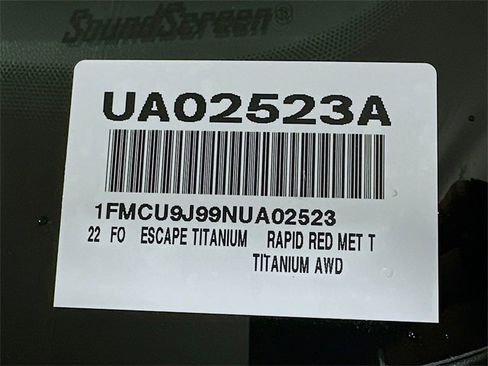 SoundScreen®
UA02523A
1FMCU9J99NUA02523
22 FO ESCAPE TITANIUM RAPID RED MET T
TITANIUM AWD